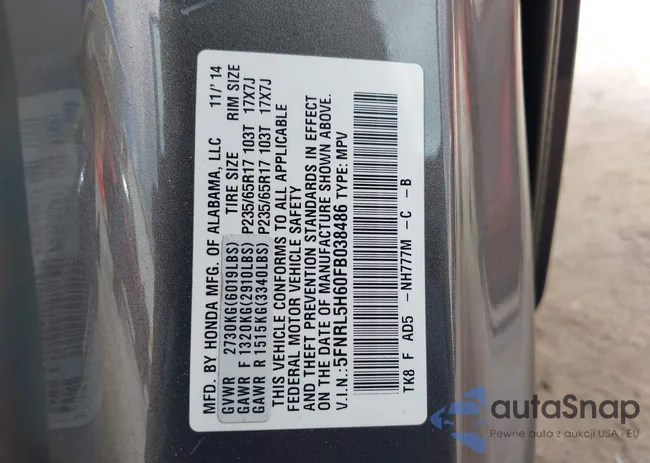 MFD. BY HONDA MFG. OF ALABAMA, LLC 11/' 14
GVWR 2730KG(6019LBS) TIRE SIZE RIM SIZE
GAWR F 1320KG(2910LBS) P235/65R17 103T 17X7J
GAWR R 1515KG(3340LBS) P235/65R17 103T 17X7J
THIS VEHICLE CONFORMS TO ALL APPLICABLE
FEDERAL MOTOR VEHICLE SAFETY
AND THEFT PREVENTION STANDARDS IN EFFECT
ON THE DATE OF MANUFACTURE SHOWN ABOVE.
V.I.N.: 5FNRL5H60FB038486 TYPE: MPV
TK8 F AD5 -NH777M -C -B
autaSnap
Pewne auta z aukcji USA i EU